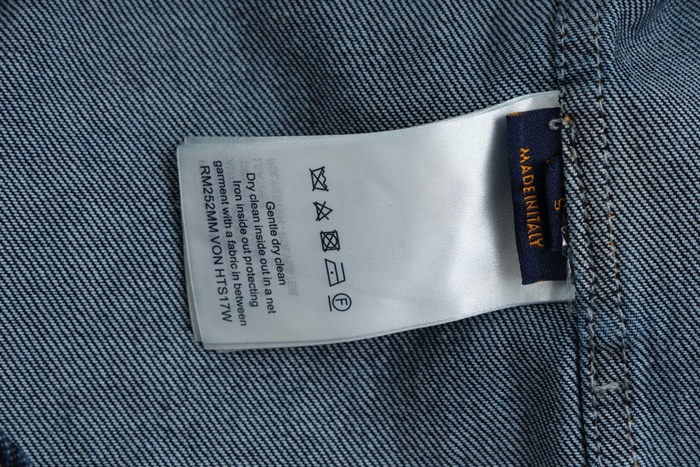 MADE IN ITALY
S
Gentle dry clean
Dry clean inside out in a net
Iron inside out protecting
garment with a fabric in between
RM252MM VON HTS17W
F